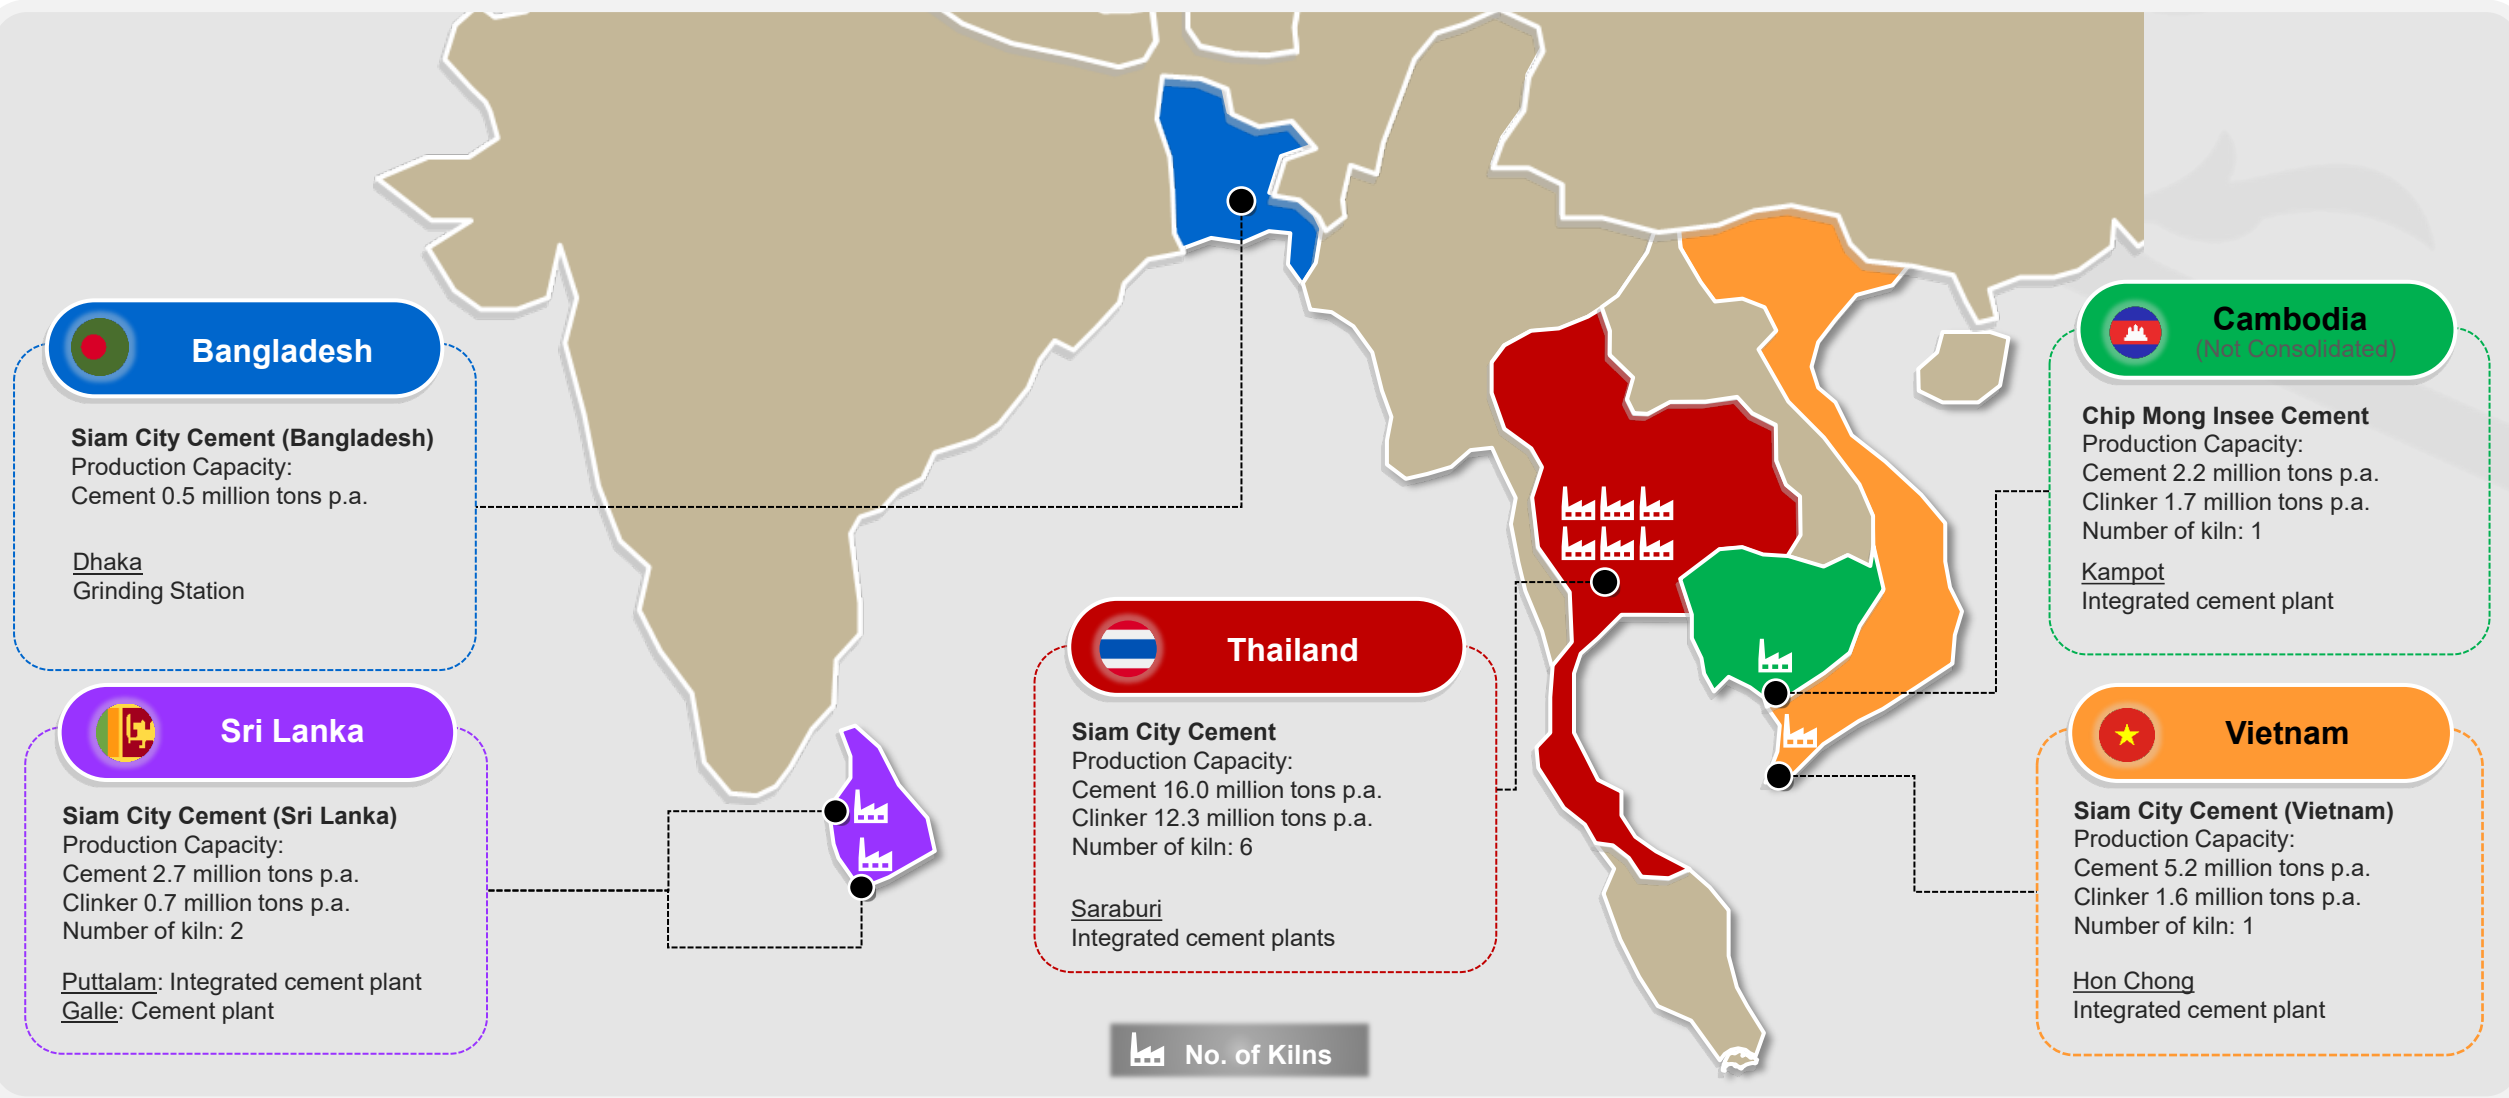 Bangladesh
Siam City Cement (Bangladesh)
Production Capacity:
Cement 0.5 million tons p.a.
Dhaka
Grinding Station
Sri Lanka
Siam City Cement (Sri Lanka)
Production Capacity:
Cement 2.7 million tons p.a.
Clinker 0.7 million tons p.a.
Number of kiln: 2
Puttalam: Integrated cement plant
Galle: Cement plant
Thailand
Siam City Cement
Production Capacity:
Cement 16.0 million tons p.a.
Clinker 12.3 million tons p.a.
Number of kiln: 6
Saraburi
Integrated cement plants
No. of Kilns
Cambodia
(Not Consolidated)
Chip Mong Insee Cement
Production Capacity:
Cement 2.2 million tons p.a.
Clinker 1.7 million tons p.a.
Number of kiln: 1
Kampot
Integrated cement plant
Vietnam
Siam City Cement (Vietnam)
Production Capacity:
Cement 5.2 million tons p.a.
Clinker 1.6 million tons p.a.
Number of kiln: 1
Hon Chong
Integrated cement plant